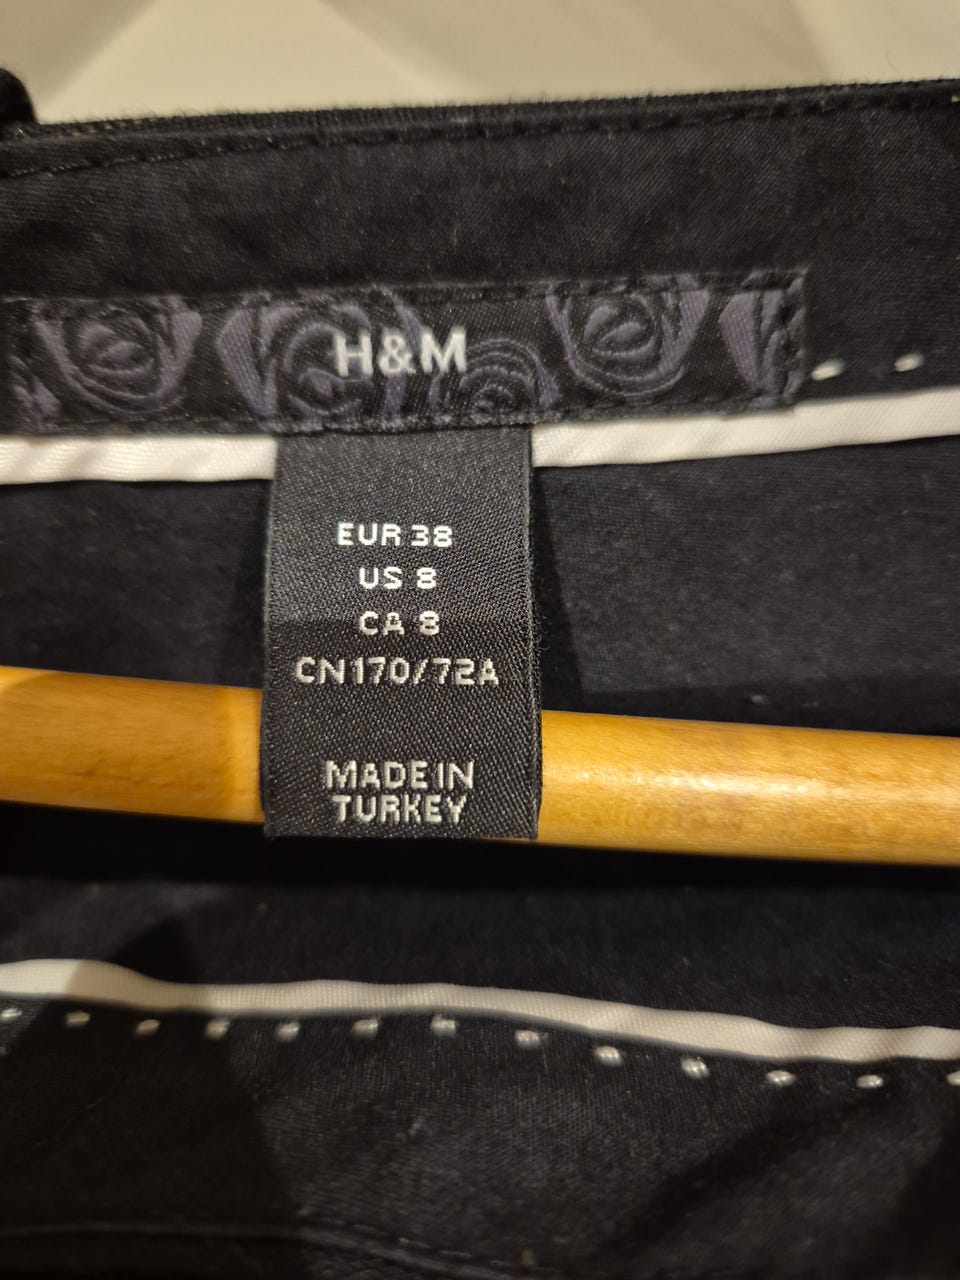 H&M
EUR 38
US 8
CA 8
CN170/72A
MADE IN
TURKEY